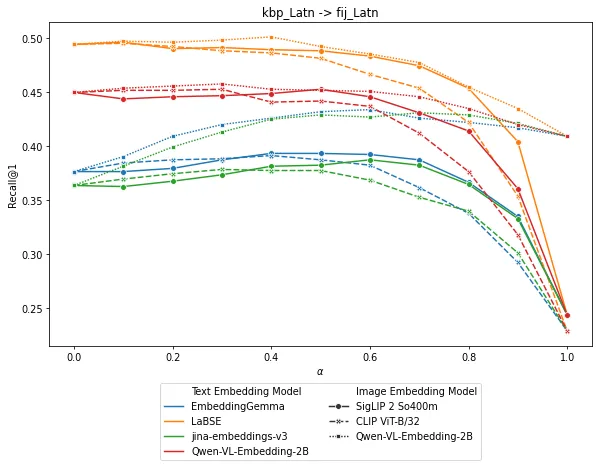 kbp_Latn -> fij_Latn
Recall@1
0.50
0.45
0.40
0.35
0.30
0.25
0.0 0.2 0.4 0.6 0.8 1.0
α
Text Embedding Model
EmbeddingGemma
LaBSE
jina-embeddings-v3
Qwen-VL-Embedding-2B
Image Embedding Model
SigLIP 2 So400m
CLIP ViT-B/32
Qwen-VL-Embedding-2B